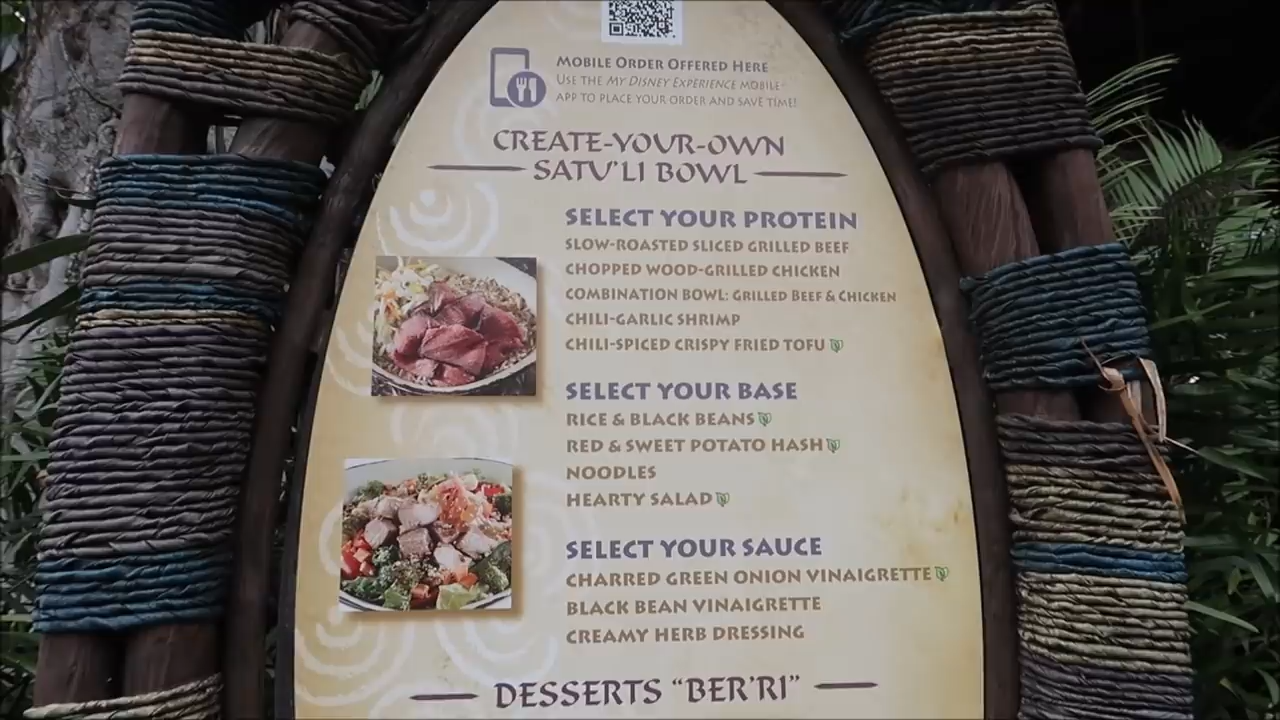 MOBILE ORDER OFFERED HERE
USE THE MY DISNEY EXPERIENCE MOBILE
APP TO PLACE YOUR ORDER AND SAVE TIME!
CREATE-YOUR-OWN
SATU'LI BOWL
SELECT YOUR PROTEIN
SLOW-ROASTED SLICED GRILLED BEEF
CHOPPED WOOD-GRILLED CHICKEN
COMBINATION BOWL: GRILLED BEEF & CHICKEN
CHILI-GARLIC SHRIMP
CHILI-SPICED CRISPY FRIED TOFU
SELECT YOUR BASE
RICE & BLACK BEANS
RED & SWEET POTATO HASH
NOODLES
HEARTY SALAD
SELECT YOUR SAUCE
CHARRED GREEN ONION VINAIGRETTE
BLACK BEAN VINAIGRETTE
CREAMY HERB DRESSING
DESSERTS "BER'RI"